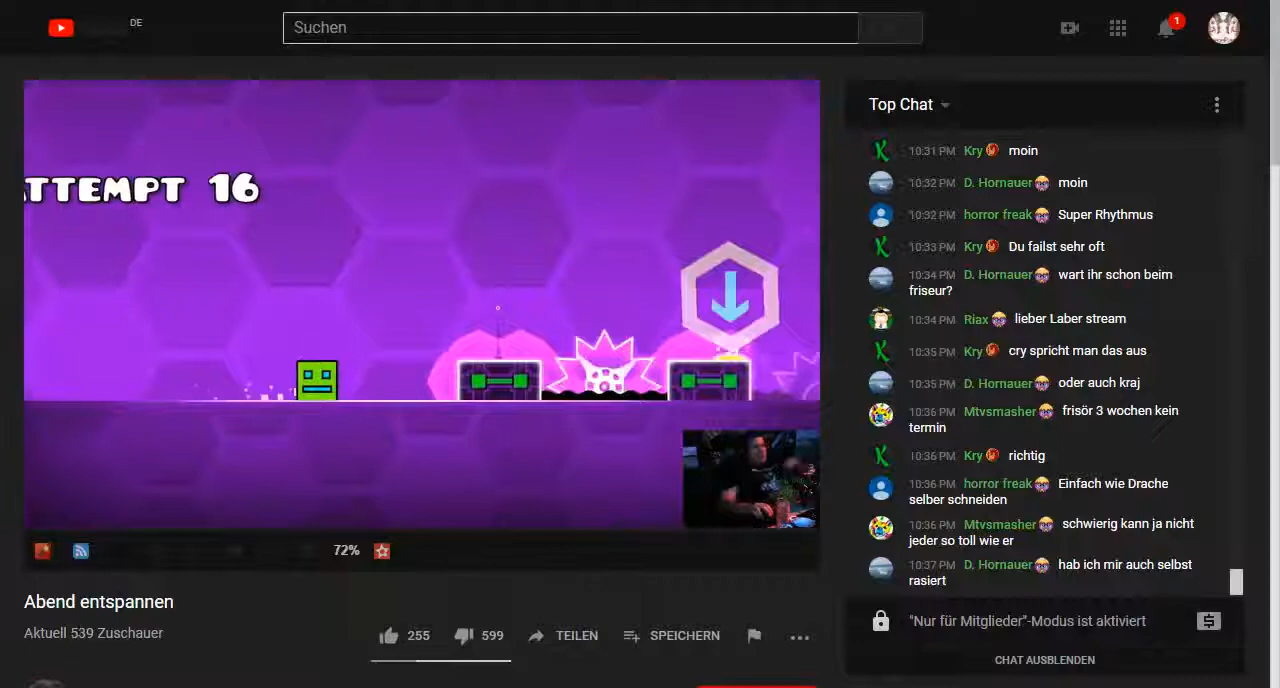 DE
Suchen
1
Top Chat
ATTEMPT 16
10:31 PM Kry moin
10:32 PM D. Hornauer moin
10:32 PM horror freak Super Rhythmus
10:33 PM Kry Du failst sehr oft
10:34 PM D. Hornauer wart ihr schon beim
friseur?
10:34 PM Riax lieber Laber stream
10:35 PM Kry cry spricht man das aus
10:35 PM D. Hornauer oder auch kraj
10:36 PM Mtvsmasher frisör 3 wochen kein
termin
10:36 PM Kry richtig
10:36 PM horror freak Einfach wie Drache
selber schneiden
10:36 PM Mtvsmasher schwierig kann ja nicht
jeder so toll wie er
10:37 PM D. Hornauer hab ich mir auch selbst
rasiert
72%
Abend entspannen
Aktuell 539 Zuschauer
255 599 TEILEN SPEICHERN
"Nur für Mitglieder"-Modus ist aktiviert
CHAT AUSBLENDEN